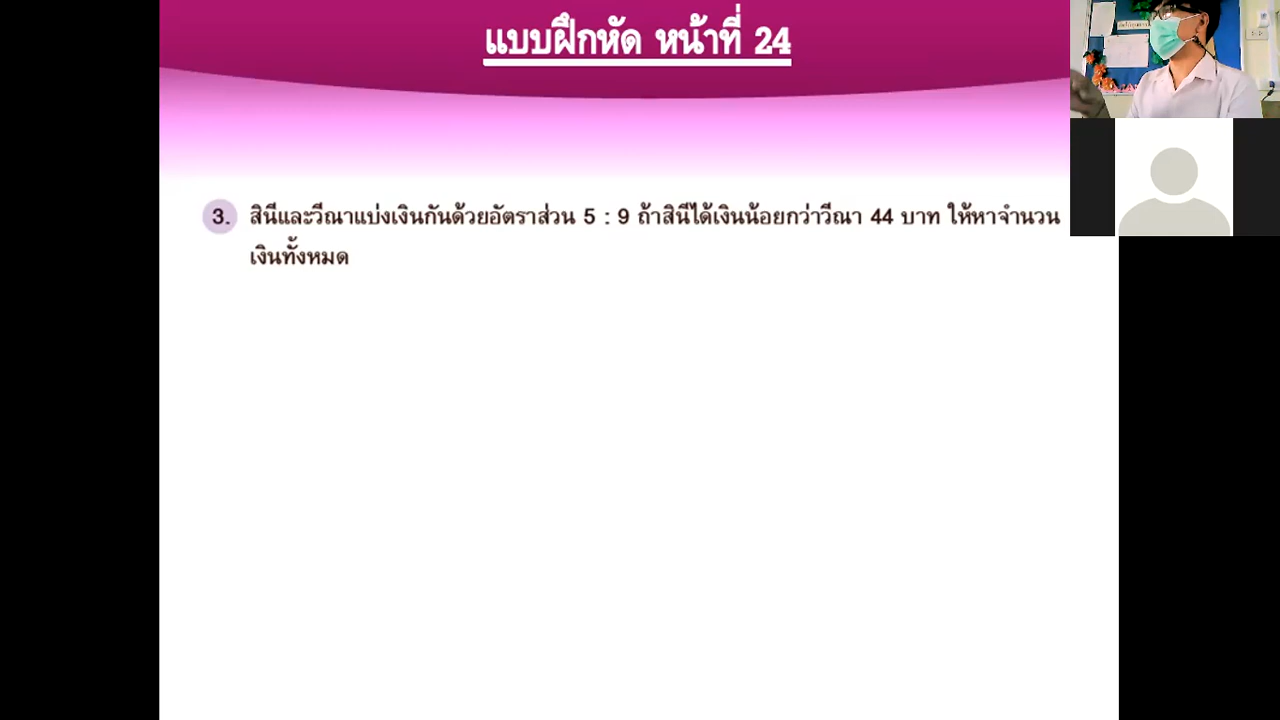 แบบฝึกหัด หน้าที่ 24
3. สินีและวีณาแบ่งเงินกันด้วยอัตราส่วน 5 : 9 ถ้าสินีได้เงินน้อยกว่าวีณา 44 บาท ให้หาจำนวน
เงินทั้งหมด